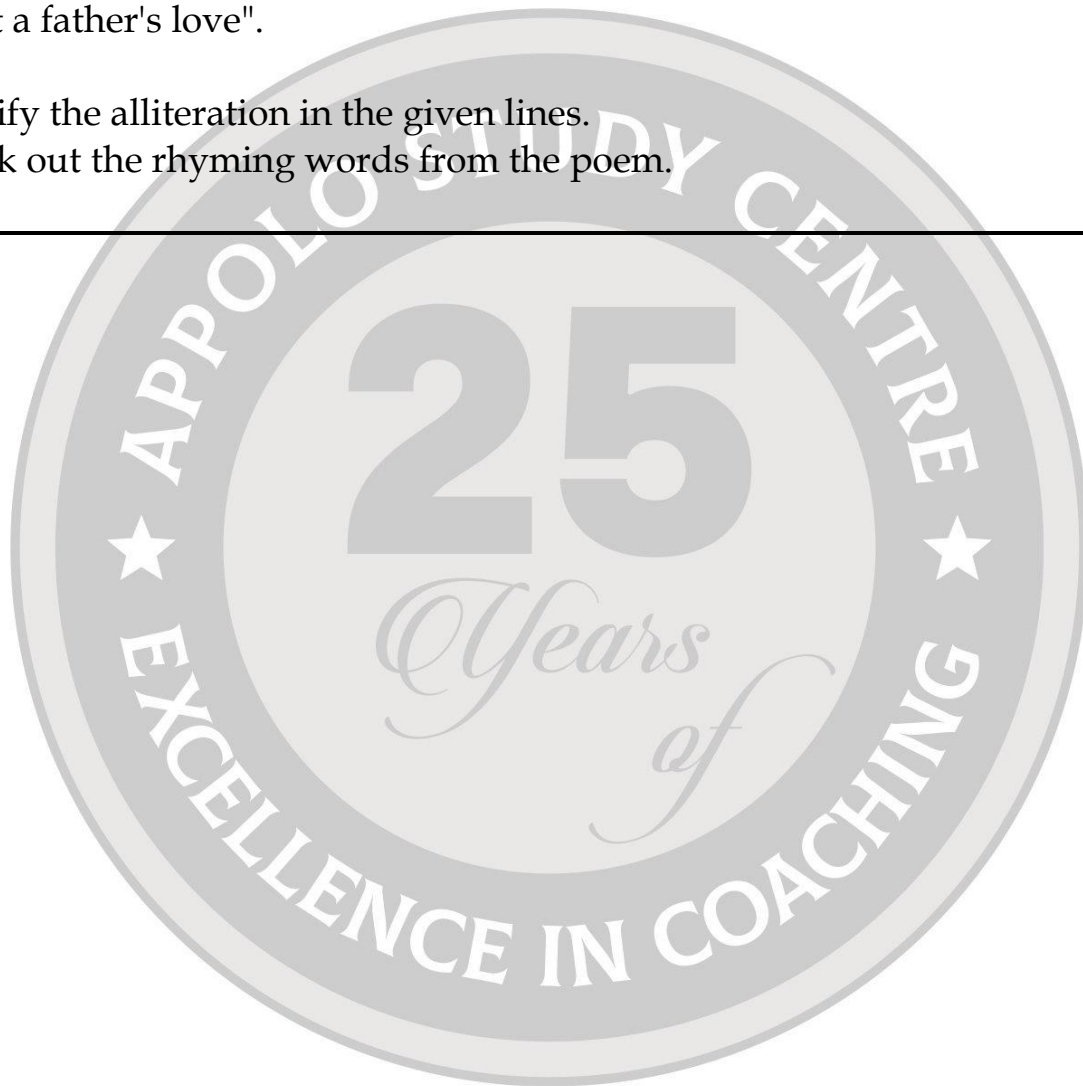 a father's love".
ify the alliteration in the given lines.
k out the rhyming words from the poem.
APPOLO STUDY CENTRE
25
Years
of
EXCELLENCE IN COACHING